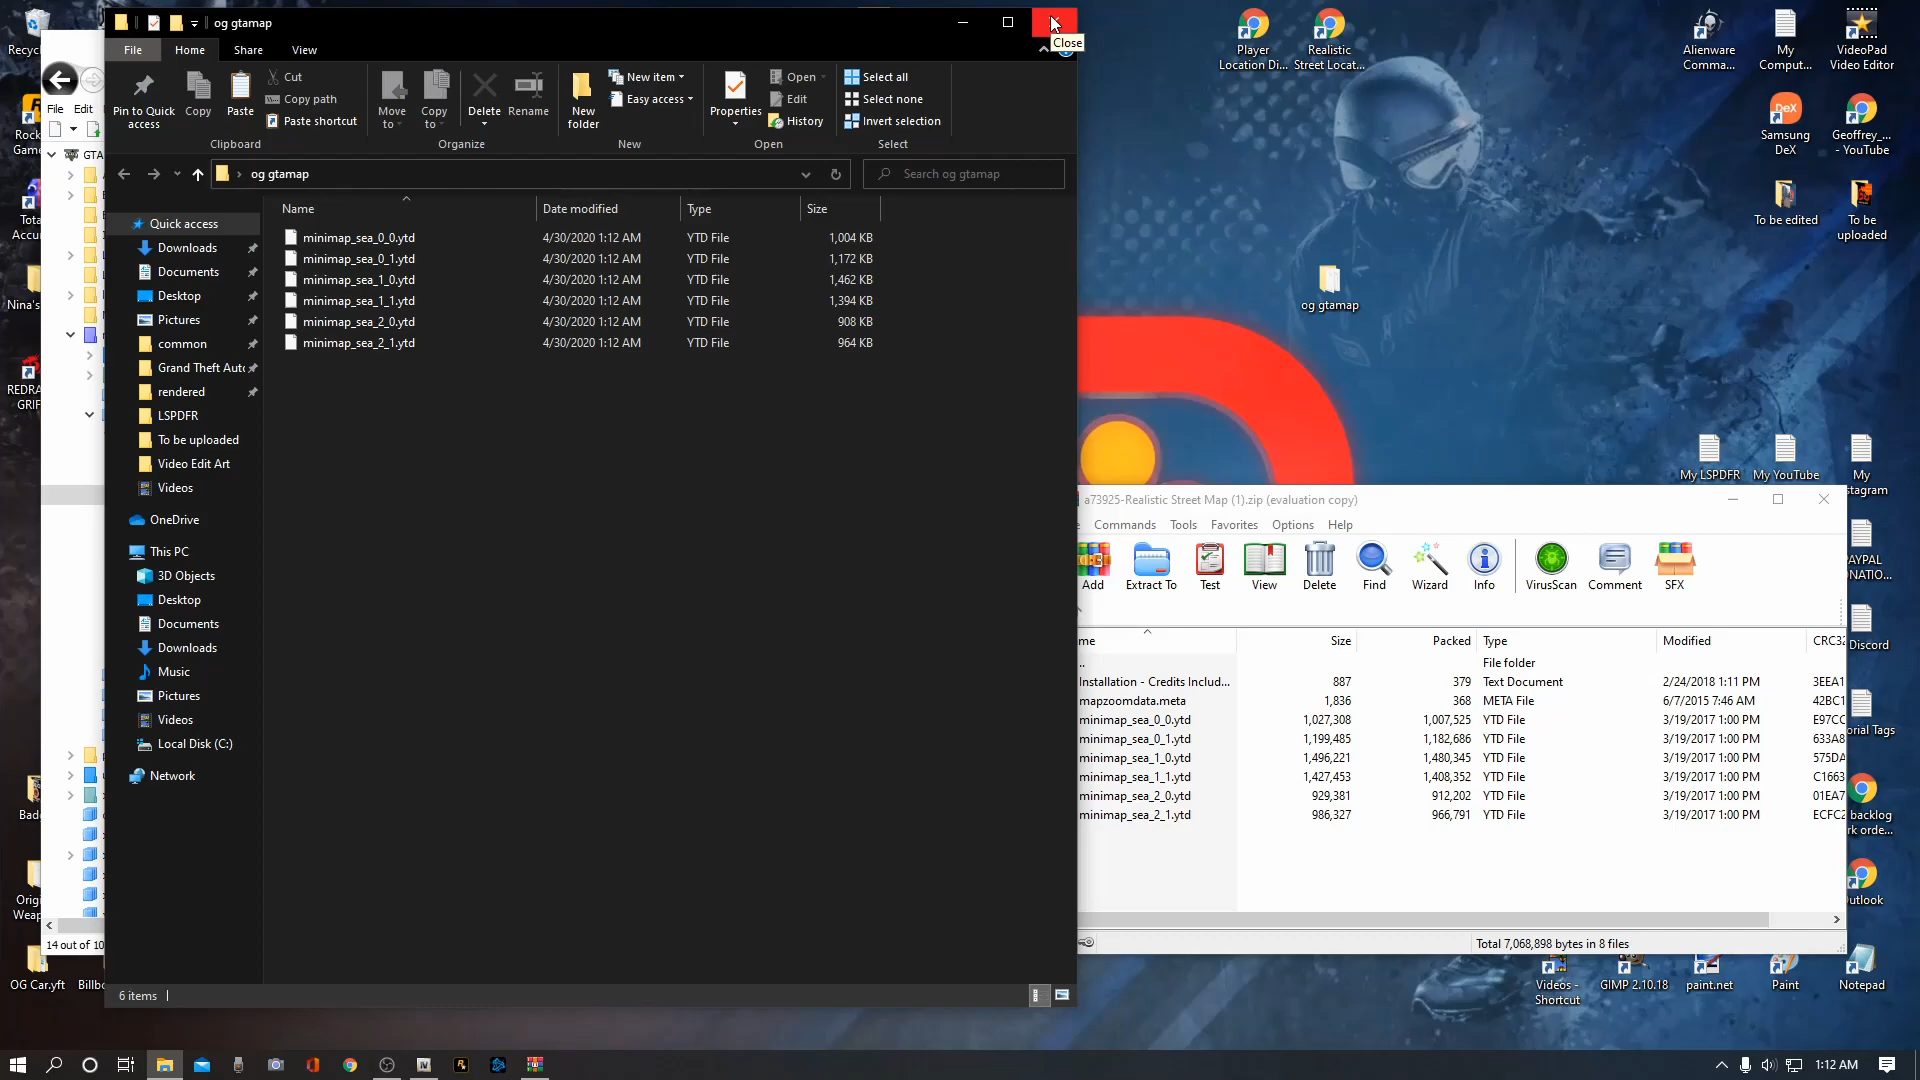 og gtamap
Close
File
Home
Share
View
Pin to Quick access
Copy
Paste
Cut
Copy path
Paste shortcut
Clipboard
Move to
Copy to
Delete
Rename
Organize
New folder
New item
Easy access
New
Properties
Open
Edit
History
Open
Select all
Select none
Invert selection
Select
og gtamap
Search og gtamap
Name
Date modified
Type
Size
minimap_sea_0_0.ytd 4/30/2020 1:12 AM YTD File 1,004 KB
minimap_sea_0_1.ytd 4/30/2020 1:12 AM YTD File 1,172 KB
minimap_sea_1_0.ytd 4/30/2020 1:12 AM YTD File 1,462 KB
minimap_sea_1_1.ytd 4/30/2020 1:12 AM YTD File 1,394 KB
minimap_sea_2_0.ytd 4/30/2020 1:12 AM YTD File 908 KB
minimap_sea_2_1.ytd 4/30/2020 1:12 AM YTD File 964 KB
Quick access
Downloads
Documents
Desktop
Pictures
common
Grand Theft Aut
rendered
LSPDFR
To be uploaded
Video Edit Art
Videos
OneDrive
This PC
3D Objects
Desktop
Documents
Downloads
Music
Pictures
Videos
Local Disk (C:)
Network
6 items
Recyc
File Edit
Rock
Game
GTA
Tota
Accur
Nina's
REDRA
GRIF
Bad
Origi
Weap
14 out of 10
OG Car.yft
Billbo
Player
Location Di...
Realistic
Street Locat...
Alienware
Comma...
My
Comput...
VideoPad
Video Editor
Samsung
DeX
Geoffrey_...
- YouTube
To be edited
To be
uploaded
og gtamap
My LSPDFR
My YouTube
My
stagram
a73925-Realistic Street Map (1).zip (evaluation copy)
Commands Tools Favorites Options Help
Add
Extract To
Test
View
Delete
Find
Wizard
Info
VirusScan
Comment
SFX
me Size Packed Type Modified CRC32
.. File folder
Installation - Credits Includ... 887 379 Text Document 2/24/2018 1:11 PM 3EEA1
mapzoomdata.meta 1,836 368 META File 6/7/2015 7:46 AM 42BC1
minimap_sea_0_0.ytd 1,027,308 1,007,525 YTD File 3/19/2017 1:00 PM E97CC
minimap_sea_0_1.ytd 1,199,485 1,182,686 YTD File 3/19/2017 1:00 PM 633A8
minimap_sea_1_0.ytd 1,496,221 1,480,345 YTD File 3/19/2017 1:00 PM 575DA
minimap_sea_1_1.ytd 1,427,453 1,408,352 YTD File 3/19/2017 1:00 PM C1663
minimap_sea_2_0.ytd 929,381 912,202 YTD File 3/19/2017 1:00 PM 01EA7
minimap_sea_2_1.ytd 986,327 966,791 YTD File 3/19/2017 1:00 PM ECFC2
Total 7,068,898 bytes in 8 files
AYPAL
ONATIO...
Discord
orial Tags
backlog
rk orde...
utlook
Videos -
Shortcut
GIMP 2.10.18
paint.net
Paint
Notepad
1:12 AM